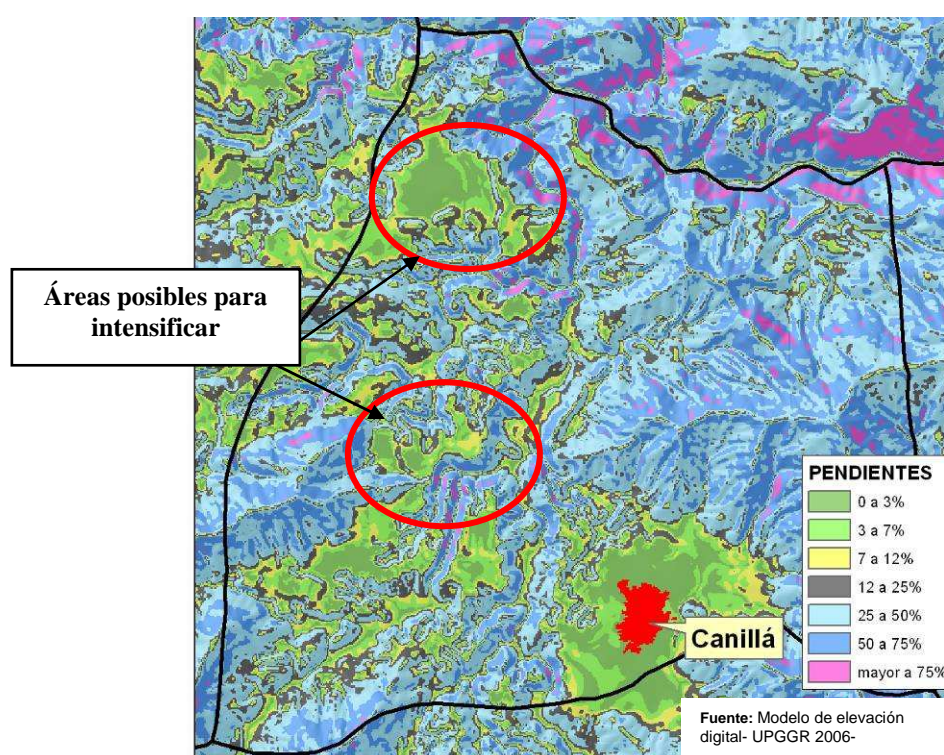 Áreas posibles para
intensificar
PENDIENTES
0 a 3%
3 a 7%
7 a 12%
12 a 25%
25 a 50%
50 a 75%
mayor a 75%
Canillá
Fuente: Modelo de elevación
digital- UPGGR 2006-